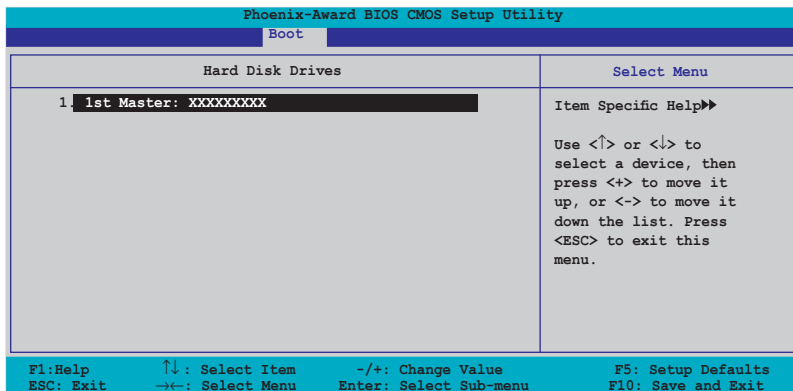 Phoenix-Award BIOS CMOS Setup Utility
Boot
Hard Disk Drives
Select Menu
1. 1st Master: XXXXXXXXX
Item Specific Help▶▶
Use <↑> or <↓> to
select a device, then
press <+> to move it
up, or <-> to move it
down the list. Press
<ESC> to exit this
menu.
F1:Help ↑↓: Select Item -/+: Change Value F5: Setup Defaults
ESC: Exit →←: Select Menu Enter: Select Sub-menu F10: Save and Exit